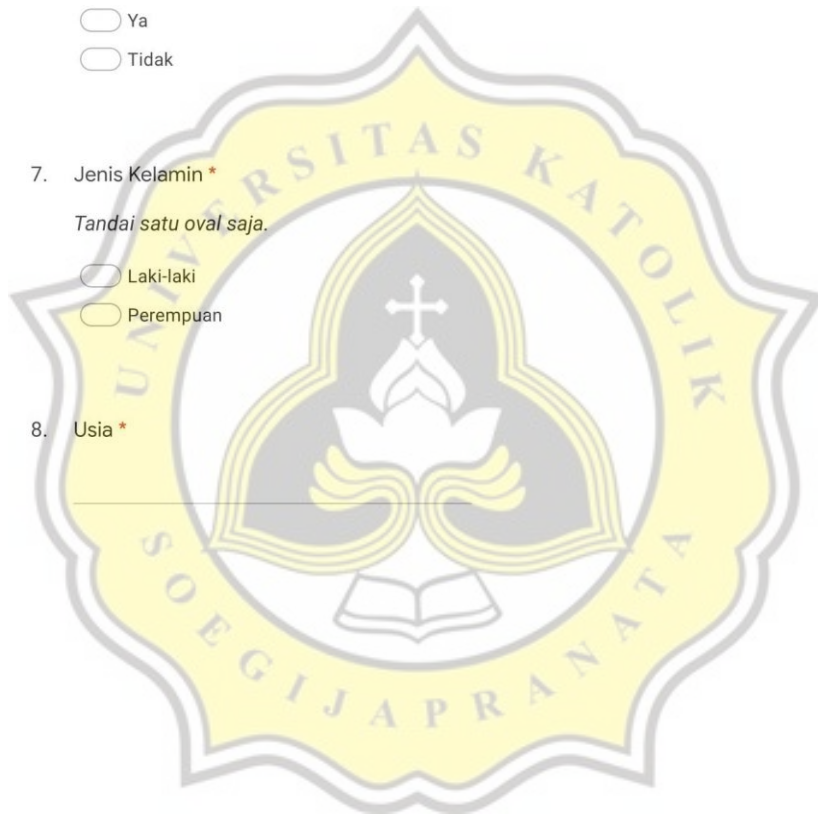 Ya
Tidak
7. Jenis Kelamin *
Tandai satu oval saja.
Laki-laki
Perempuan
8. Usia *
UNIVERSITAS KATOLIK
SOEGIJAPRANATA